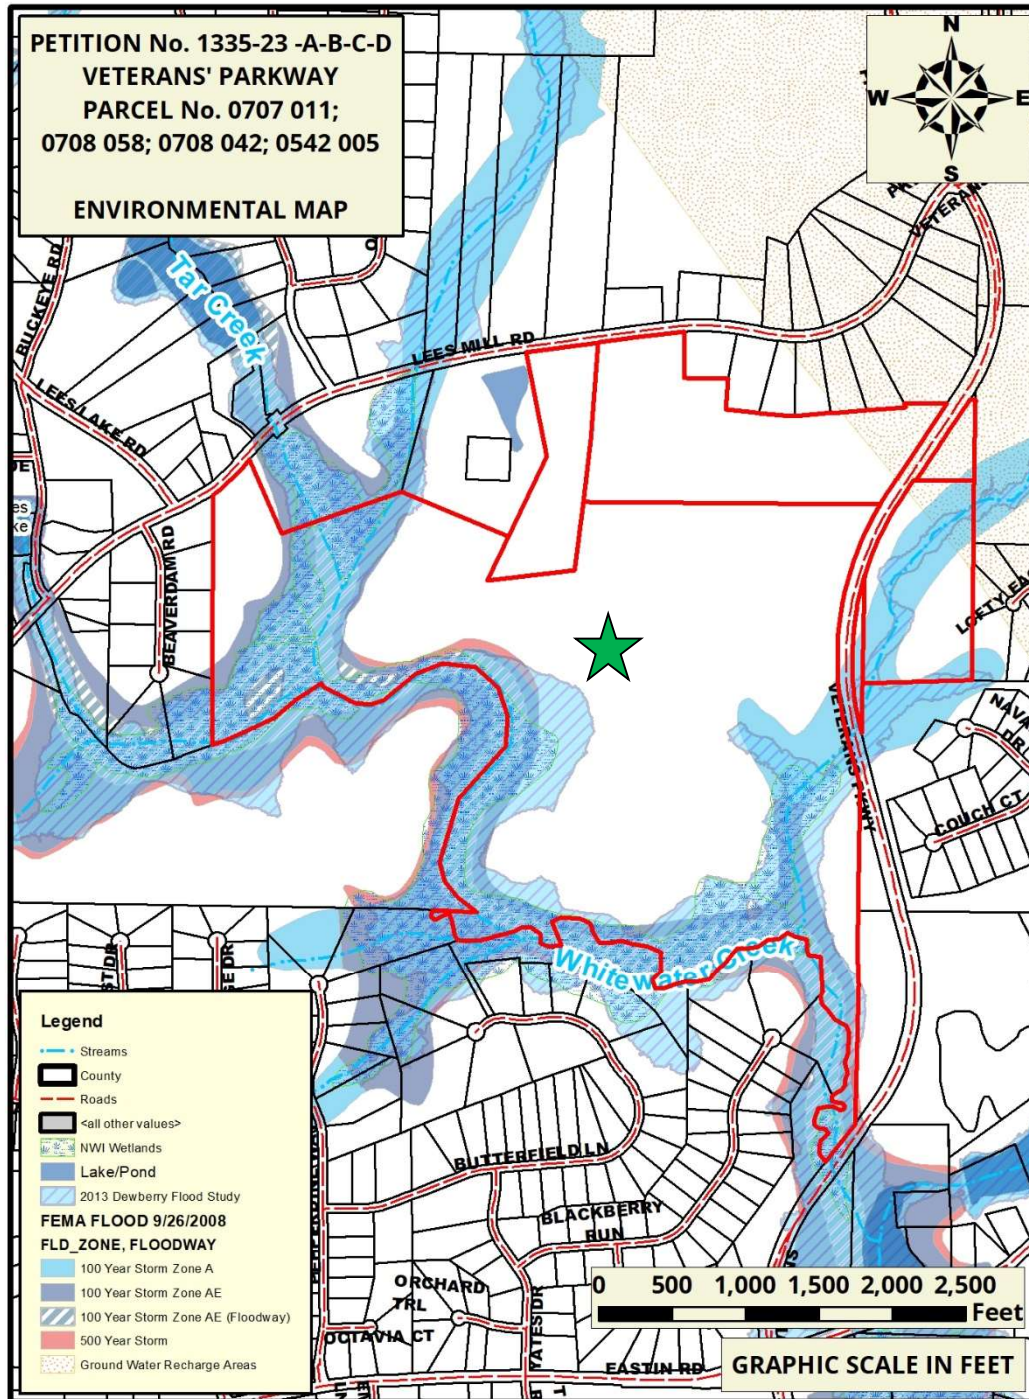 PETITION No. 1335-23 -A-B-C-D
VETERANS' PARKWAY
PARCEL No. 0707 011;
0708 058; 0708 042; 0542 005
ENVIRONMENTAL MAP
N
W
E
S
VETERANS
BUCKEYE RD
Tar Creek
LEES MILL RD
LEES LAKE RD
BEAVERDAM RD
LOFTY
VETERANS PKWY
DR
COUCH CT
Whitewater Creek
DR
DR
BUTTERFIELD LN
BLACKBERRY
RUN
ORCHARD
TRL
OCTAVIA CT
YATES DR
EASTIN RD
Legend
Streams
County
Roads
<all other values>
NWI Wetlands
Lake/Pond
2013 Dewberry Flood Study
FEMA FLOOD 9/26/2008
FLD_ZONE, FLOODWAY
100 Year Storm Zone A
100 Year Storm Zone AE
100 Year Storm Zone AE (Floodway)
500 Year Storm
Ground Water Recharge Areas
0 500 1,000 1,500 2,000 2,500
Feet
GRAPHIC SCALE IN FEET